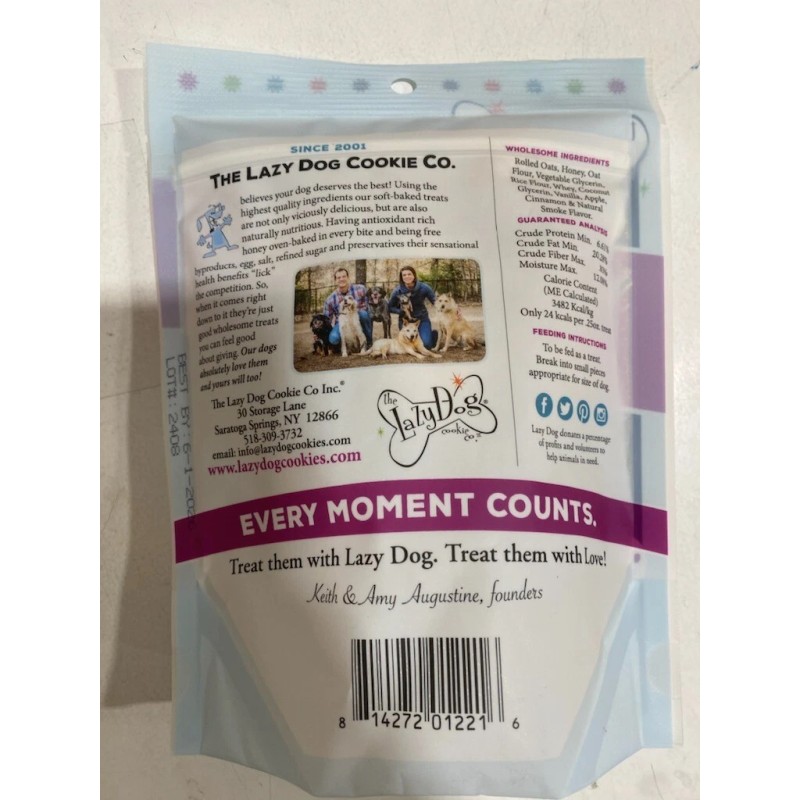 SINCE 2001
THE LAZY DOG COOKIE CO.
believes your dog deserves the best! Using the
highest quality ingredients our soft-baked treats
are not only viciously delicious, but are also
naturally nutritious. Having antioxidant rich
honey oven-baked in every bite and being free
byproducts, egg, salt, refined sugar and preservatives their sensational
health benefits "lick"
the competition. So,
when it comes right
down to it they're just
good wholesome treats
you can feel good
about giving. Our dogs
absolutely love them
and yours will too!
The Lazy Dog Cookie Co Inc.®
30 Storage Lane
Saratoga Springs, NY 12866
518-309-3732
email: info@lazydogcookies.com
www.lazydogcookies.com
the
Lazy Dog®
cookie
co.
WHOLESOME INGREDIENTS
Rolled Oats, Honey, Oat
Flour, Vegetable Glycerin,
Rice Flour, Whey, Coconut
Glycerin, Vanilla, Apple,
Cinnamon & Natural
Smoke Flavor.
GUARANTEED ANALYSIS
Crude Protein Min.
Crude Fat Min.
Crude Fiber Max.
Moisture Max.
Calorie Content
(ME Calculated)
3482 Kcal/kg
Only 24 kcals per .25oz. treat
FEEDING INTRUCTIONS
To be fed as a treat.
Break into small pieces
appropriate for size of dog.
Lazy Dog donates a percentage
of profits and volunteers to
help animals in need.
BEST BY: 6-1-
LOT#: 2408
EVERY MOMENT COUNTS.
Treat them with Lazy Dog. Treat them with Love!
Keith & Amy Augustine, founders
8 14272 01221 6